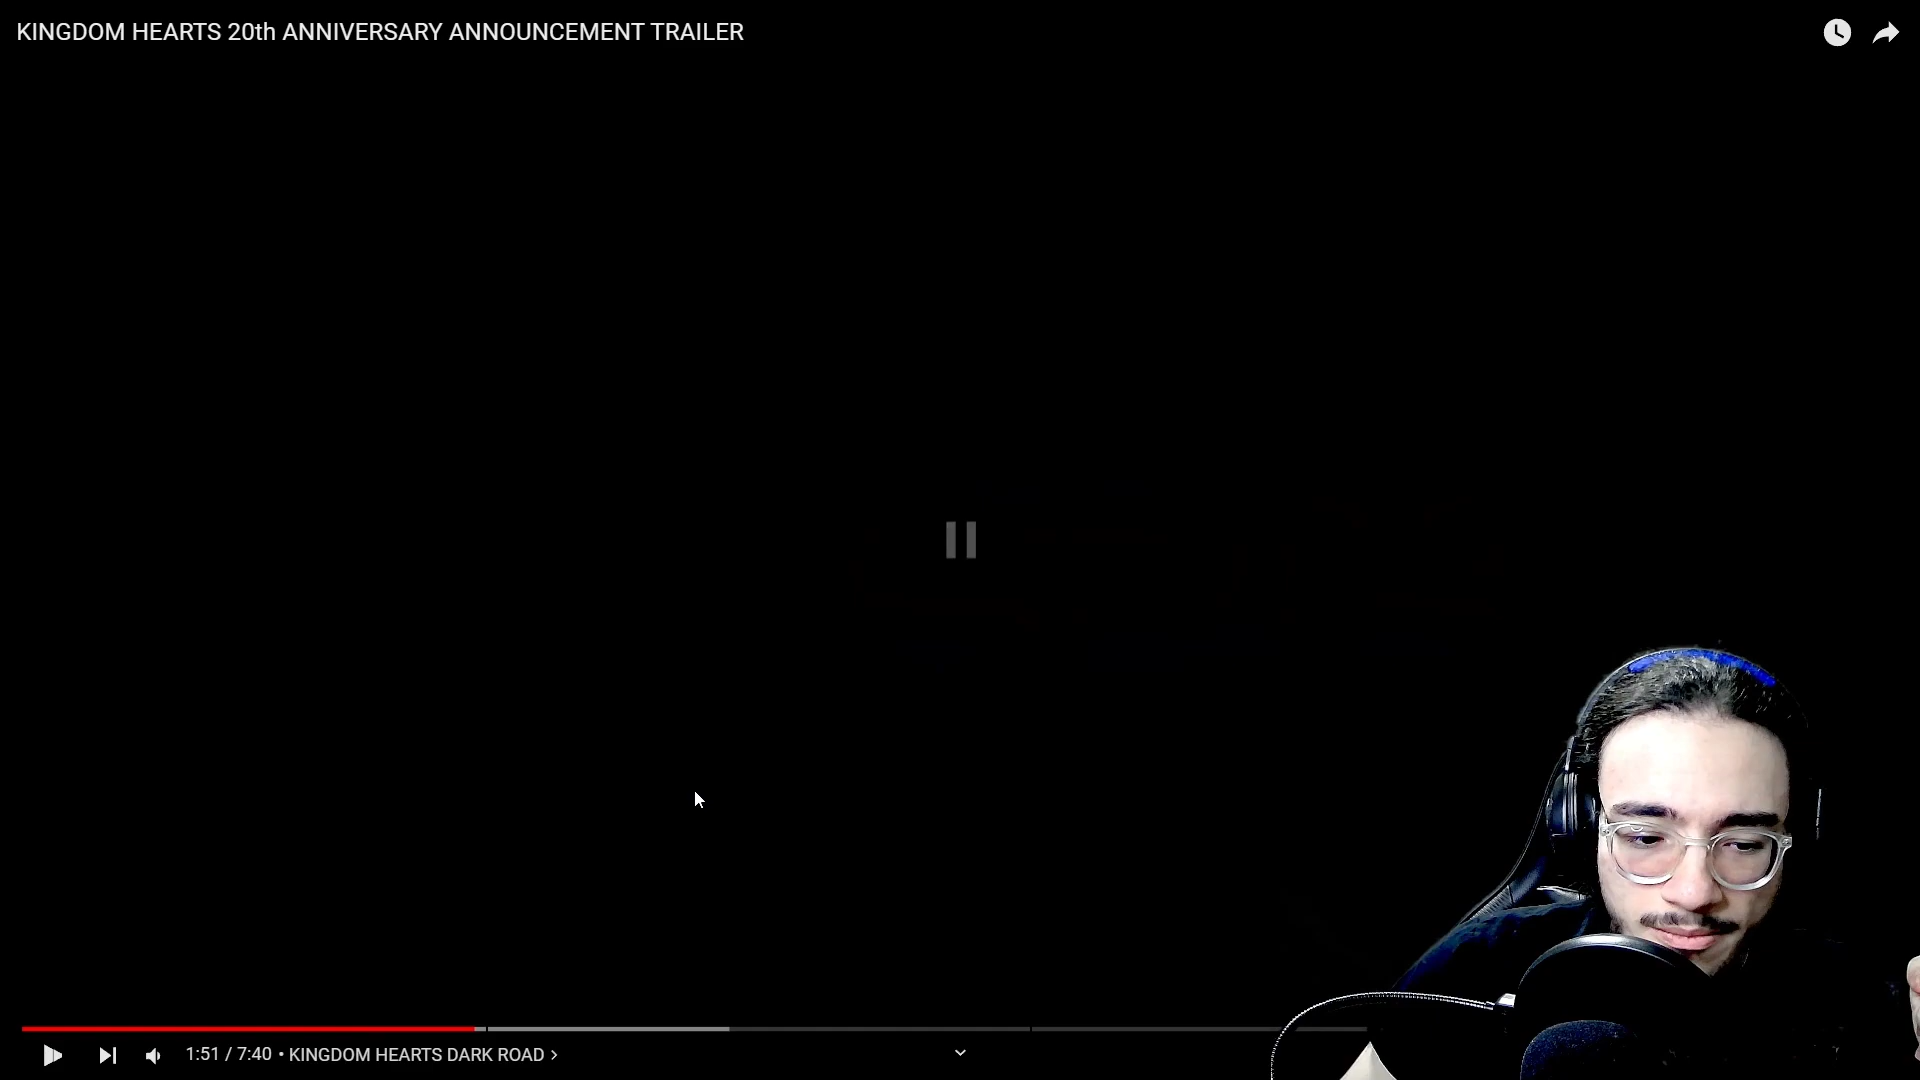 KINGDOM HEARTS 20th ANNIVERSARY ANNOUNCEMENT TRAILER
1:51 / 7:40 • KINGDOM HEARTS DARK ROAD